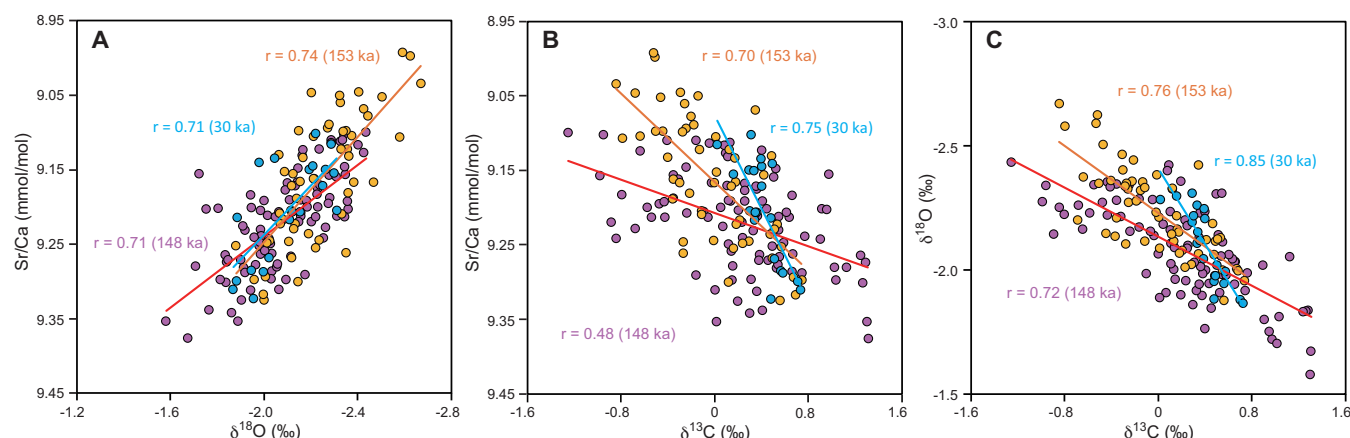 A
8.95
9.05
9.15
9.25
9.35
9.45
Sr/Ca (mmol/mol)
r = 0.74 (153 ka)
r = 0.71 (30 ka)
r = 0.71 (148 ka)
-1.2
-1.6
-2.0
-2.4
-2.8
δ18O (‰)
B
8.95
9.05
9.15
9.25
9.35
9.45
Sr/Ca (mmol/mol)
r = 0.70 (153 ka)
r = 0.75 (30 ka)
r = 0.48 (148 ka)
-1.6
-0.8
0
0.8
1.6
δ13C (‰)
C
-3.0
-2.5
-2.0
-1.5
δ18O (‰)
r = 0.76 (153 ka)
r = 0.85 (30 ka)
r = 0.72 (148 ka)
-1.6
-0.8
0
0.8
1.6
δ13C (‰)